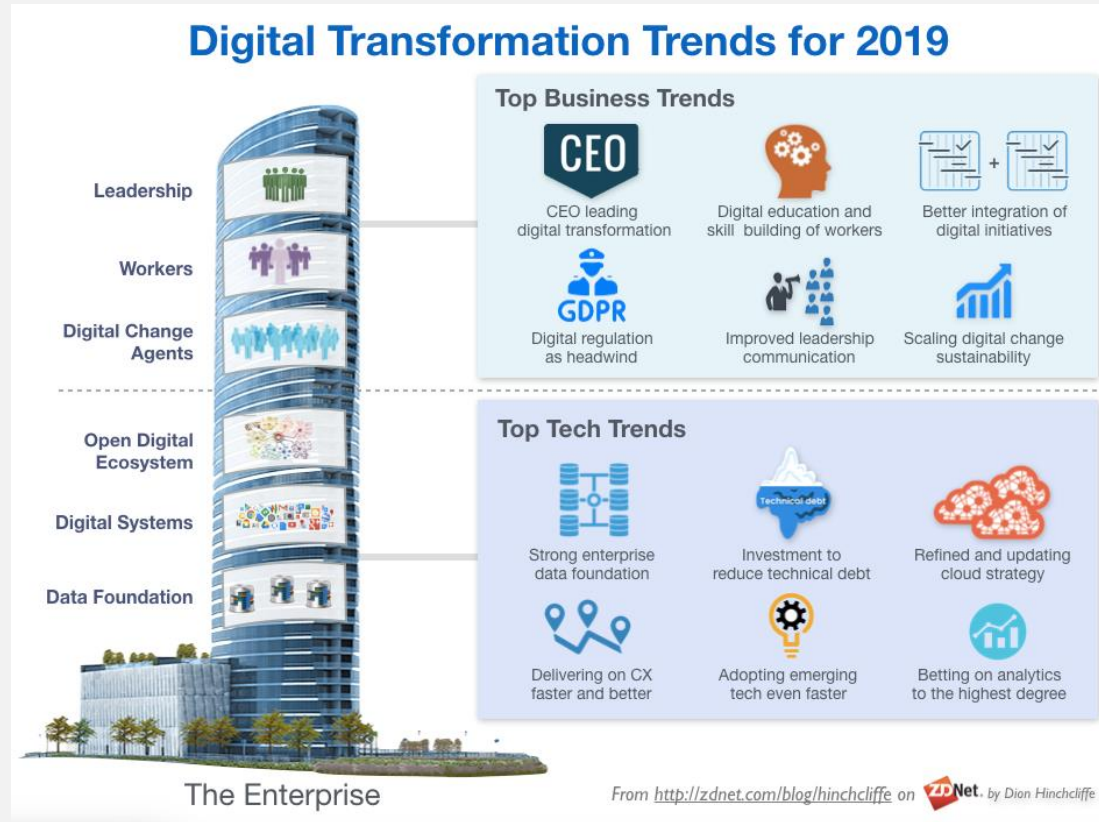 Digital Transformation Trends for 2019
Leadership
Workers
Digital Change
Agents
Open Digital
Ecosystem
Digital Systems
Data Foundation
The Enterprise
Top Business Trends
CEO
CEO leading
digital transformation
Digital education and
skill building of workers
+
Better integration of
digital initiatives
GDPR
Digital regulation
as headwind
Improved leadership
communication
Scaling digital change
sustainability
Top Tech Trends
Strong enterprise
data foundation
Technical debt
Investment to
reduce technical debt
Refined and updating
cloud strategy
Delivering on CX
faster and better
Adopting emerging
tech even faster
Betting on analytics
to the highest degree
From http://zdnet.com/blog/hinchcliffe on ZDNet. by Dion Hinchcliffe